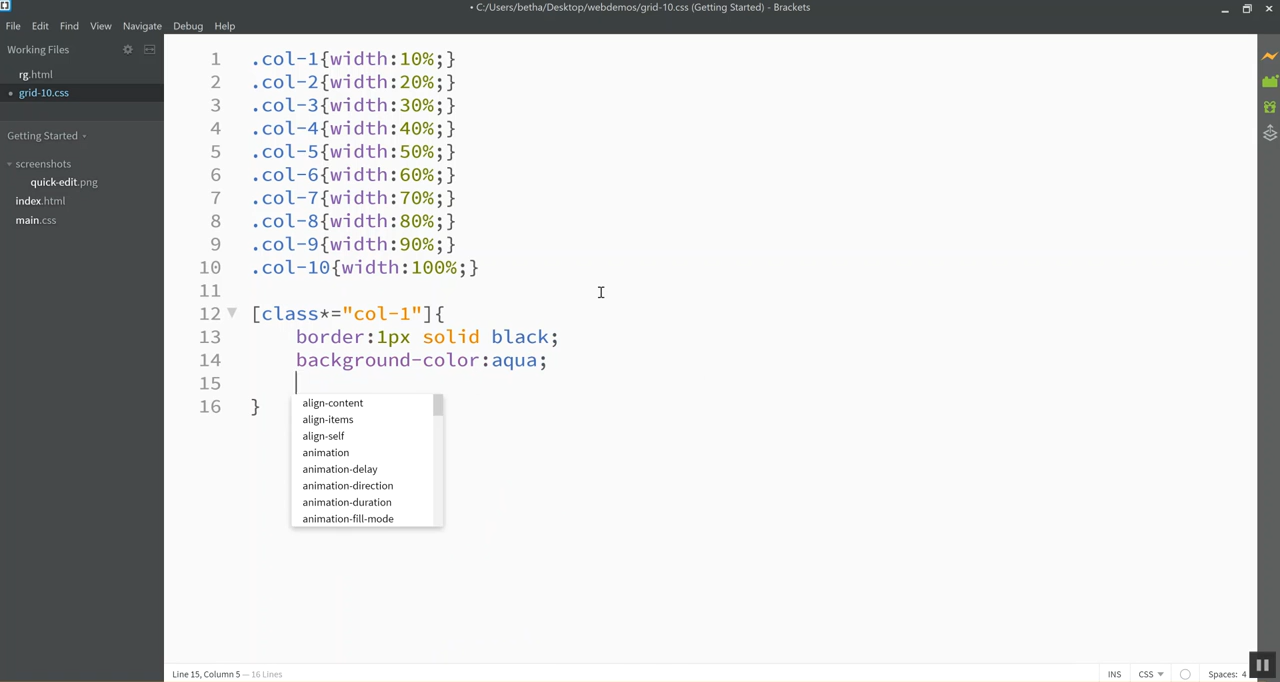 • C:/Users/betha/Desktop/webdemos/grid-10.css (Getting Started) - Brackets
File Edit Find View Navigate Debug Help
Working Files
rg.html
• grid-10.css
Getting Started
screenshots
quick-edit.png
index.html
main.css
1 .col-1{width:10%;}
2 .col-2{width:20%;}
3 .col-3{width:30%;}
4 .col-4{width:40%;}
5 .col-5{width:50%;}
6 .col-6{width:60%;}
7 .col-7{width:70%;}
8 .col-8{width:80%;}
9 .col-9{width:90%;}
10 .col-10{width:100%;}
11
12 [class*="col-1"]{
13 border:1px solid black;
14 background-color:aqua;
15
16 }
align-content
align-items
align-self
animation
animation-delay
animation-direction
animation-duration
animation-fill-mode
Line 15, Column 5 — 16 Lines
INS CSS Spaces: 4